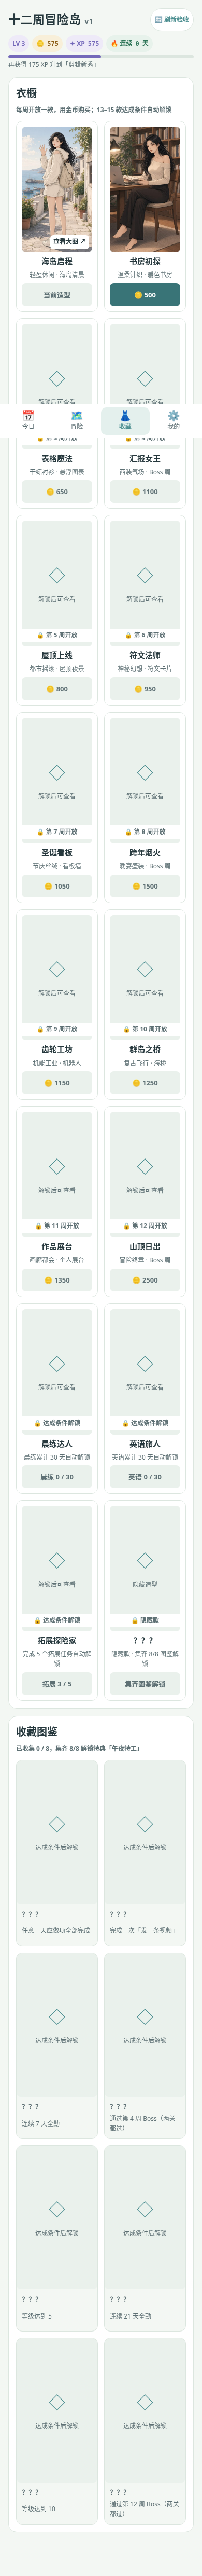 十二周冒险岛 v1
🔄 刷新验收
LV 3
🪙 575
✦ XP 575
🔥 连续 0 天
再获得 175 XP 升到「剪辑新秀」
衣橱
每周开放一款，用金币购买；13–15 款达成条件自动解锁
查看大图 ↗
海岛启程
轻盈休闲 · 海岛清晨
当前造型
书房初探
温柔针织 · 暖色书房
🪙 500
解锁后可查看
解锁后可查看
📅 今日
🗺️ 冒险
👗 收藏
⚙️ 我的
表格魔法
干练衬衫 · 悬浮图表
🪙 650
汇报女王
西装气场 · Boss 周
🪙 1100
解锁后可查看
🔒 第 5 周开放
屋顶上线
都市摇滚 · 屋顶夜景
🪙 800
解锁后可查看
🔒 第 6 周开放
符文法师
神秘幻想 · 符文卡片
🪙 950
解锁后可查看
🔒 第 7 周开放
圣诞看板
节庆丝绒 · 看板墙
🪙 1050
解锁后可查看
🔒 第 8 周开放
跨年烟火
晚宴盛装 · Boss 周
🪙 1500
解锁后可查看
🔒 第 9 周开放
齿轮工坊
机能工业 · 机器人
🪙 1150
解锁后可查看
🔒 第 10 周开放
群岛之桥
复古飞行 · 海桥
🪙 1250
解锁后可查看
🔒 第 11 周开放
作品展台
画廊都会 · 个人展台
🪙 1350
解锁后可查看
🔒 第 12 周开放
山顶日出
冒险终章 · Boss 周
🪙 2500
解锁后可查看
🔒 达成条件解锁
晨练达人
晨练累计 30 天自动解锁
晨练 0 / 30
解锁后可查看
🔒 达成条件解锁
英语旅人
英语累计 30 天自动解锁
英语 0 / 30
解锁后可查看
🔒 达成条件解锁
拓展探险家
完成 5 个拓展任务自动解
锁
拓展 3 / 5
隐藏造型
🔒 隐藏款
？？？
隐藏款 · 集齐 8/8 图鉴解
锁
集齐图鉴解锁
收藏图鉴
已收集 0 / 8，集齐 8/8 解锁特典「午夜特工」
达成条件后解锁
？？？
任意一天应做项全部完成
达成条件后解锁
？？？
完成一次「发一条视频」
达成条件后解锁
？？？
连续 7 天全勤
达成条件后解锁
？？？
通过第 4 周 Boss（两关
都过）
达成条件后解锁
？？？
等级达到 5
达成条件后解锁
？？？
连续 21 天全勤
达成条件后解锁
？？？
等级达到 10
达成条件后解锁
？？？
通过第 12 周 Boss（两关
都过）